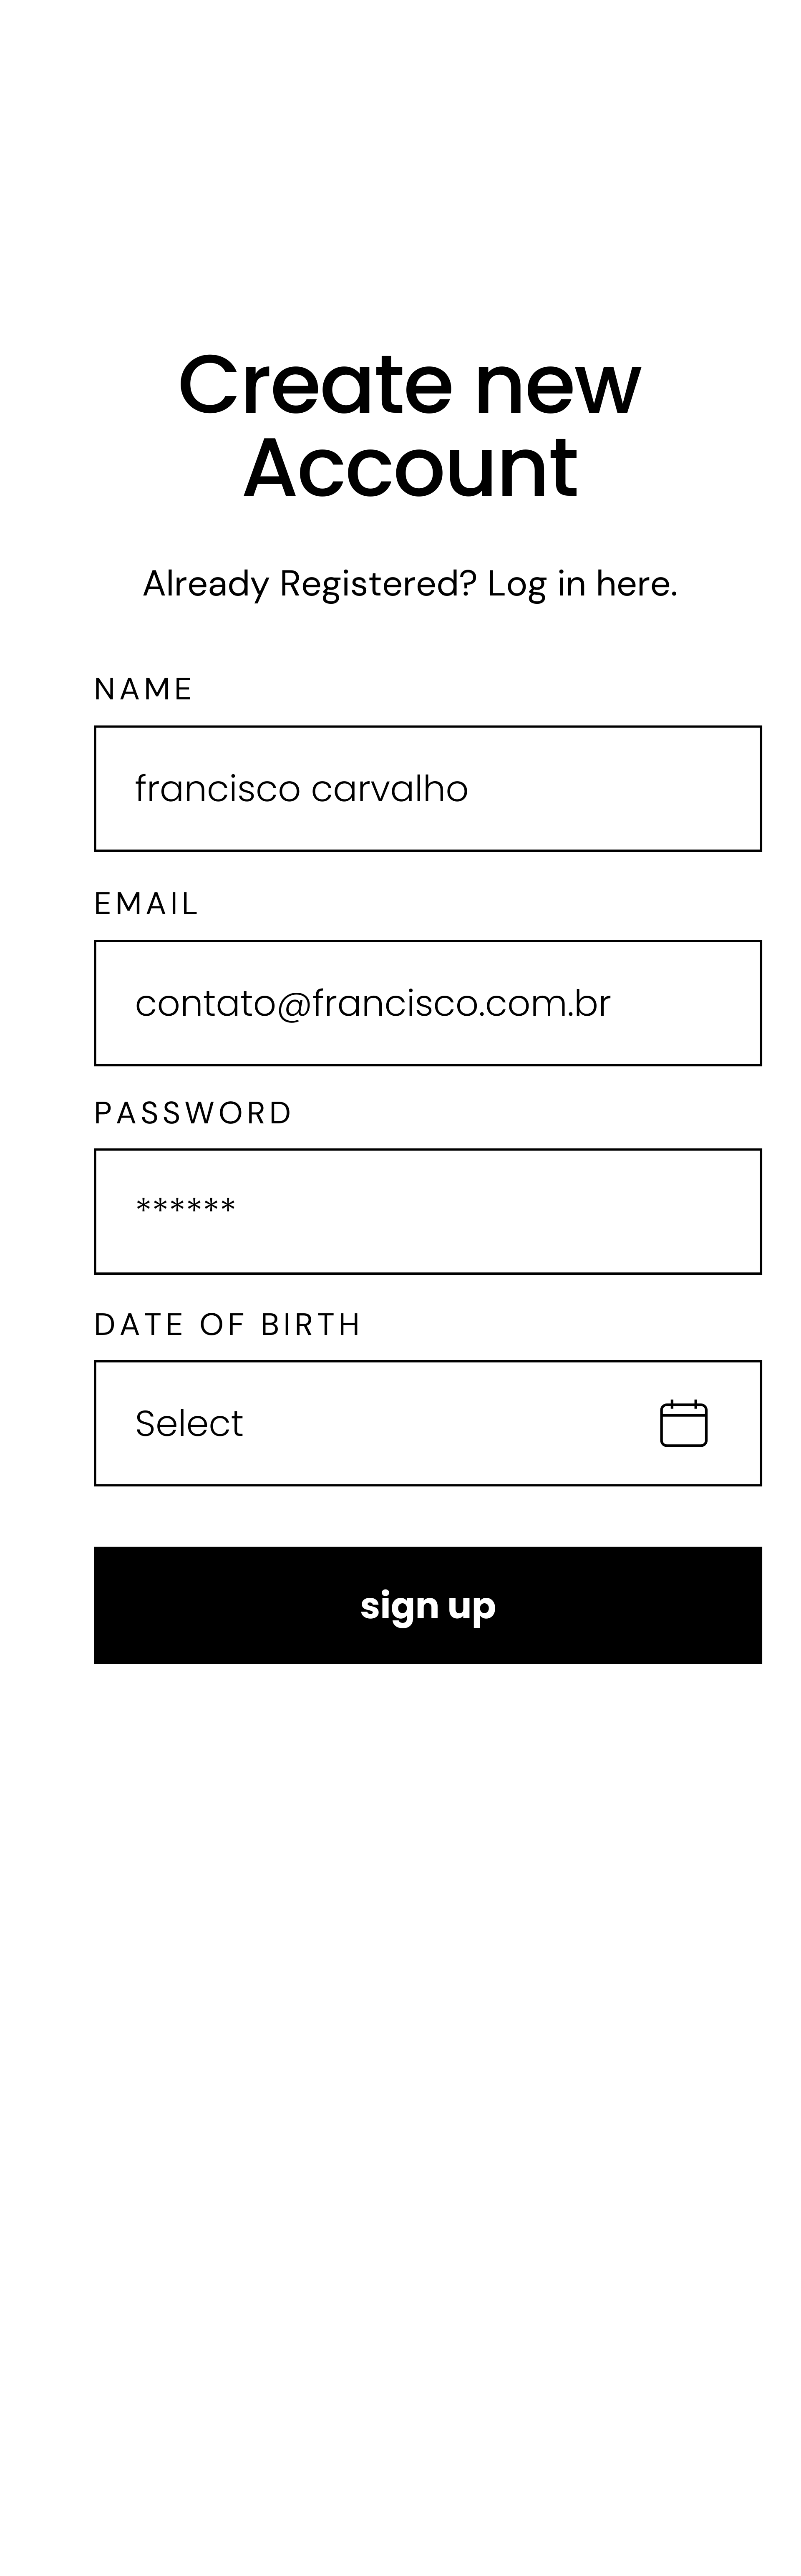 Create new
Account
Already Registered? Log in here.
NAME
francisco carvalho
EMAIL
contato@francisco.com.br
PASSWORD
******
DATE OF BIRTH
Select
sign up